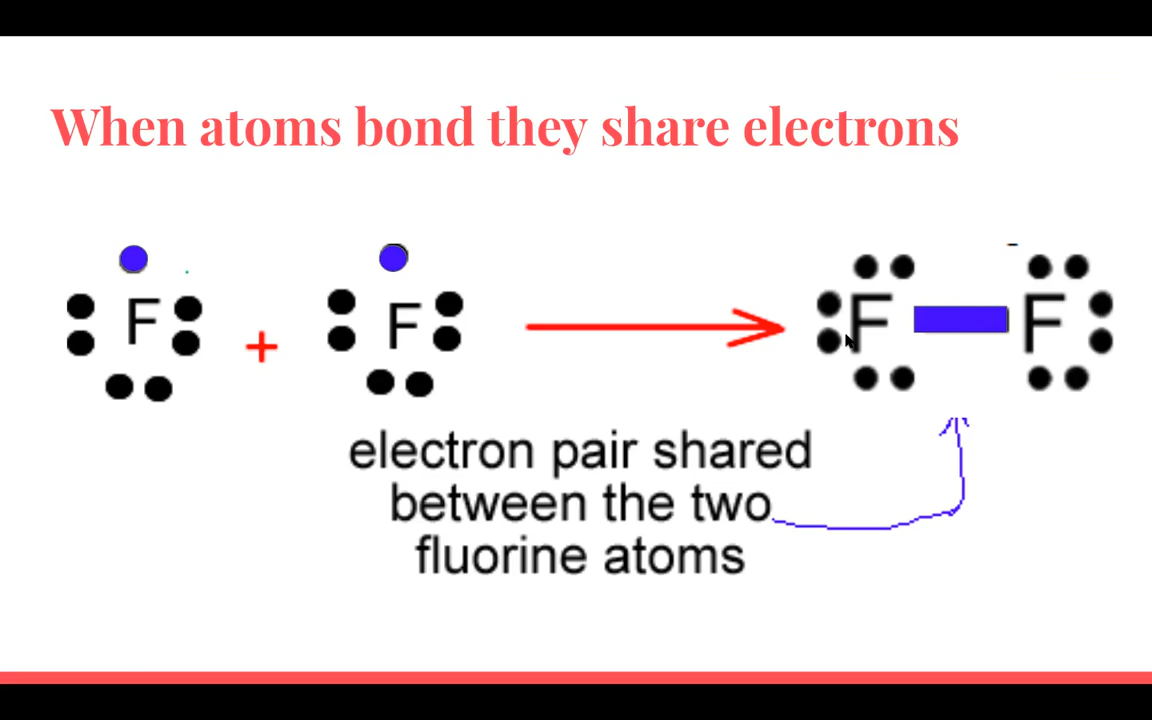 When atoms bond they share electrons
F + F F F
electron pair shared
between the two
fluorine atoms